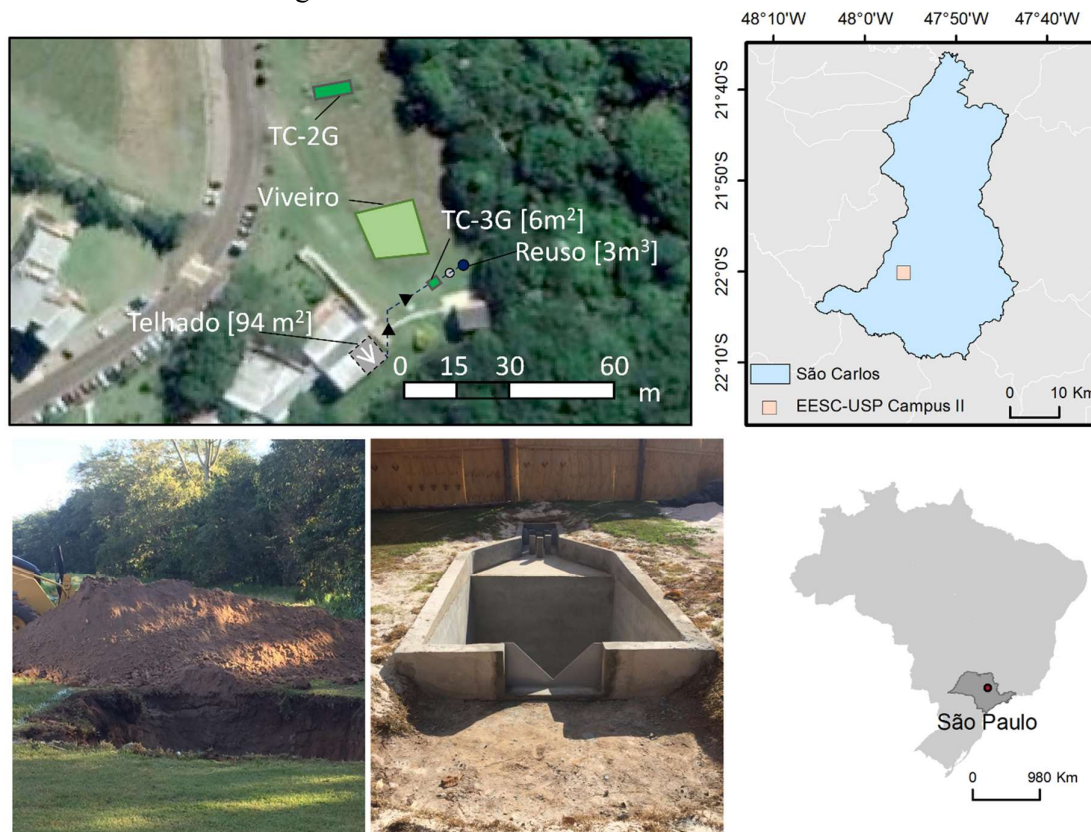 48°10'W 48°0'W 47°50'W 47°40'W
TC-2G
Viveiro
TC-3G [6m²]
Reuso [3m³]
Telhado [94 m²]
0 15 30 60
m
21°40'S
21°50'S
22°0'S
22°10'S
São Carlos
EESC-USP Campus II
0 10 Km
São Paulo
0 980 Km